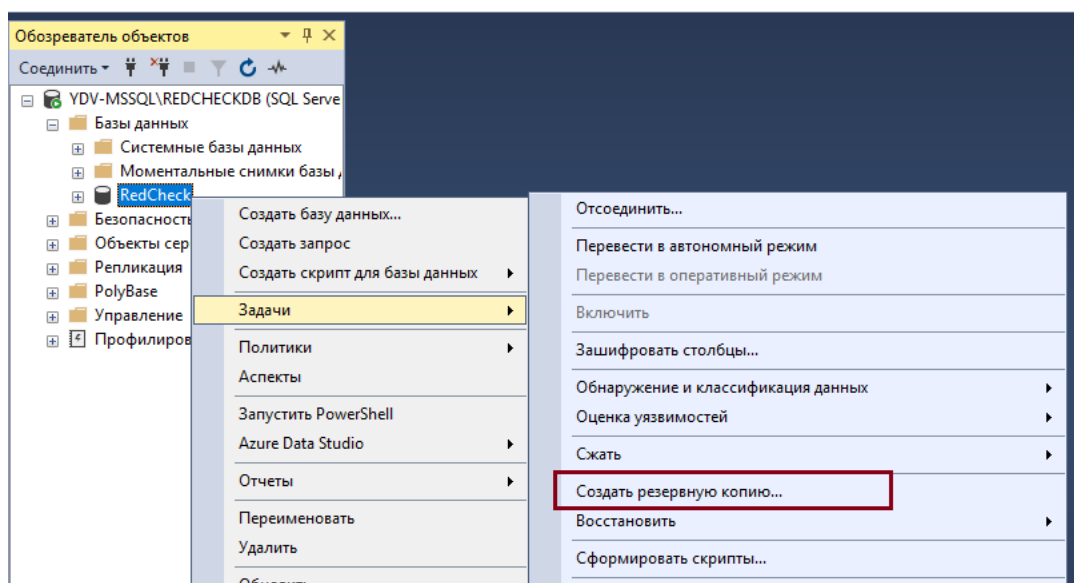 Обозреватель объектов
Соединить
YDV-MSSQL\REDCHECKDB (SQL Serve
Базы данных
Системные базы данных
Моментальные снимки базы
RedCheck
Безопасность
Объекты сер
Репликация
PolyBase
Управление
Профилиров
Создать базу данных...
Создать запрос
Создать скрипт для базы данных
Задачи
Политики
Аспекты
Запустить PowerShell
Azure Data Studio
Отчеты
Переименовать
Удалить
Обновить
Отсоединить...
Перевести в автономный режим
Перевести в оперативный режим
Включить
Зашифровать столбцы...
Обнаружение и классификация данных
Оценка уязвимостей
Сжать
Создать резервную копию...
Восстановить
Сформировать скрипты...